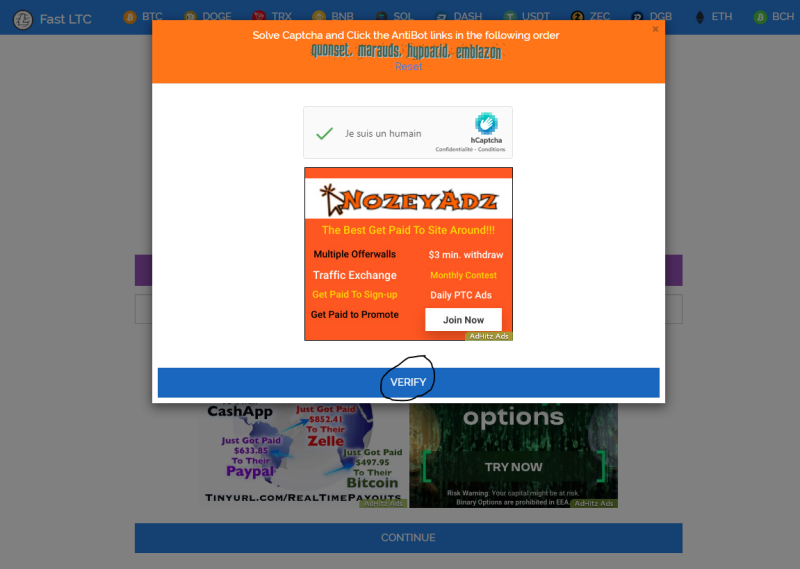 Fast LTC BTC DOGE TRX BNB SOL DASH USDT ZEC DGB ETH BCH
Solve Captcha and Click the AntiBot links in the following order
×
quonset, marauds, hypoacid, emblazon
Reset
Je suis un humain
hCaptcha
Confidentialité - Conditions
NozeyAdz
The Best Get Paid To Site Around!!!
Multiple Offerwalls $3 min. withdraw
Traffic Exchange Monthly Contest
Get Paid To Sign-up Daily PTC Ads
Get Paid to Promote Join Now
AdHitz Ads
VERIFY
CashApp
Just Got Paid
$852.41
To Their
Zelle
Just Got Paid
$633.85
To Their
Paypal
Just Got Paid
$497.95
To Their
Bitcoin
Tinyurl.com/RealTimePayouts
AdHitz Ads
options
TRY NOW
Risk Warning: Your capital might be at risk.
Binary Options are prohibited in EEA.
AdHitz Ads
CONTINUE